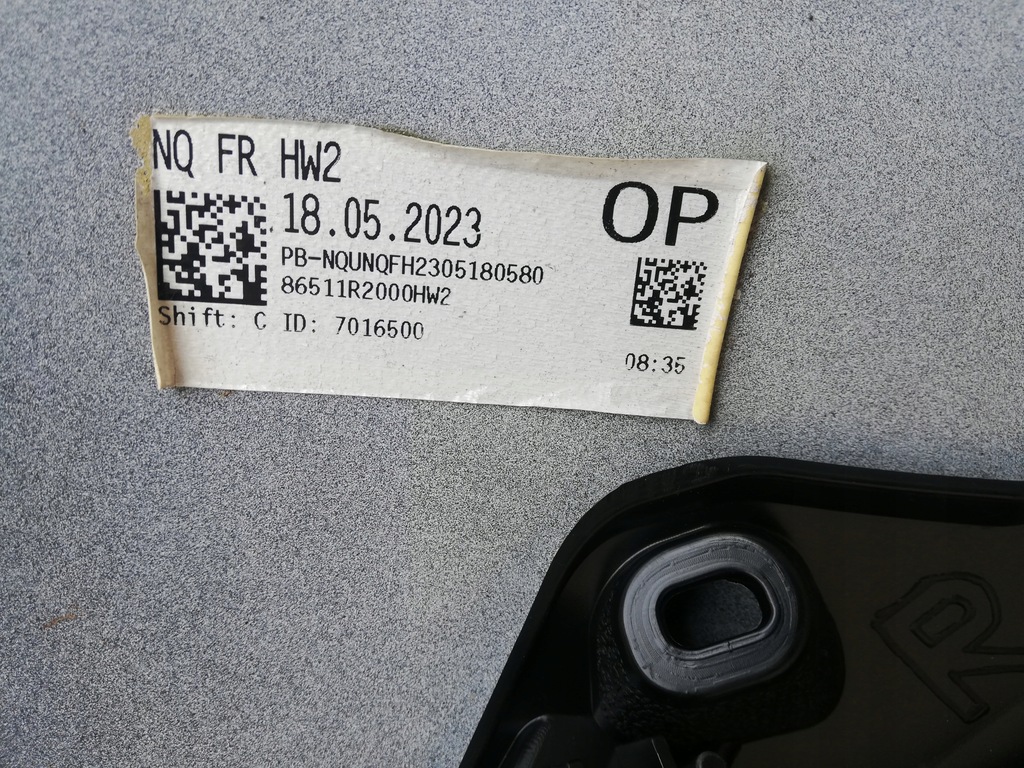 NQ FR HW2
18.05.2023
OP
PB-NQUNQFH2305180580
86511R2000HW2
Shift: C ID: 7016500
08:35
R